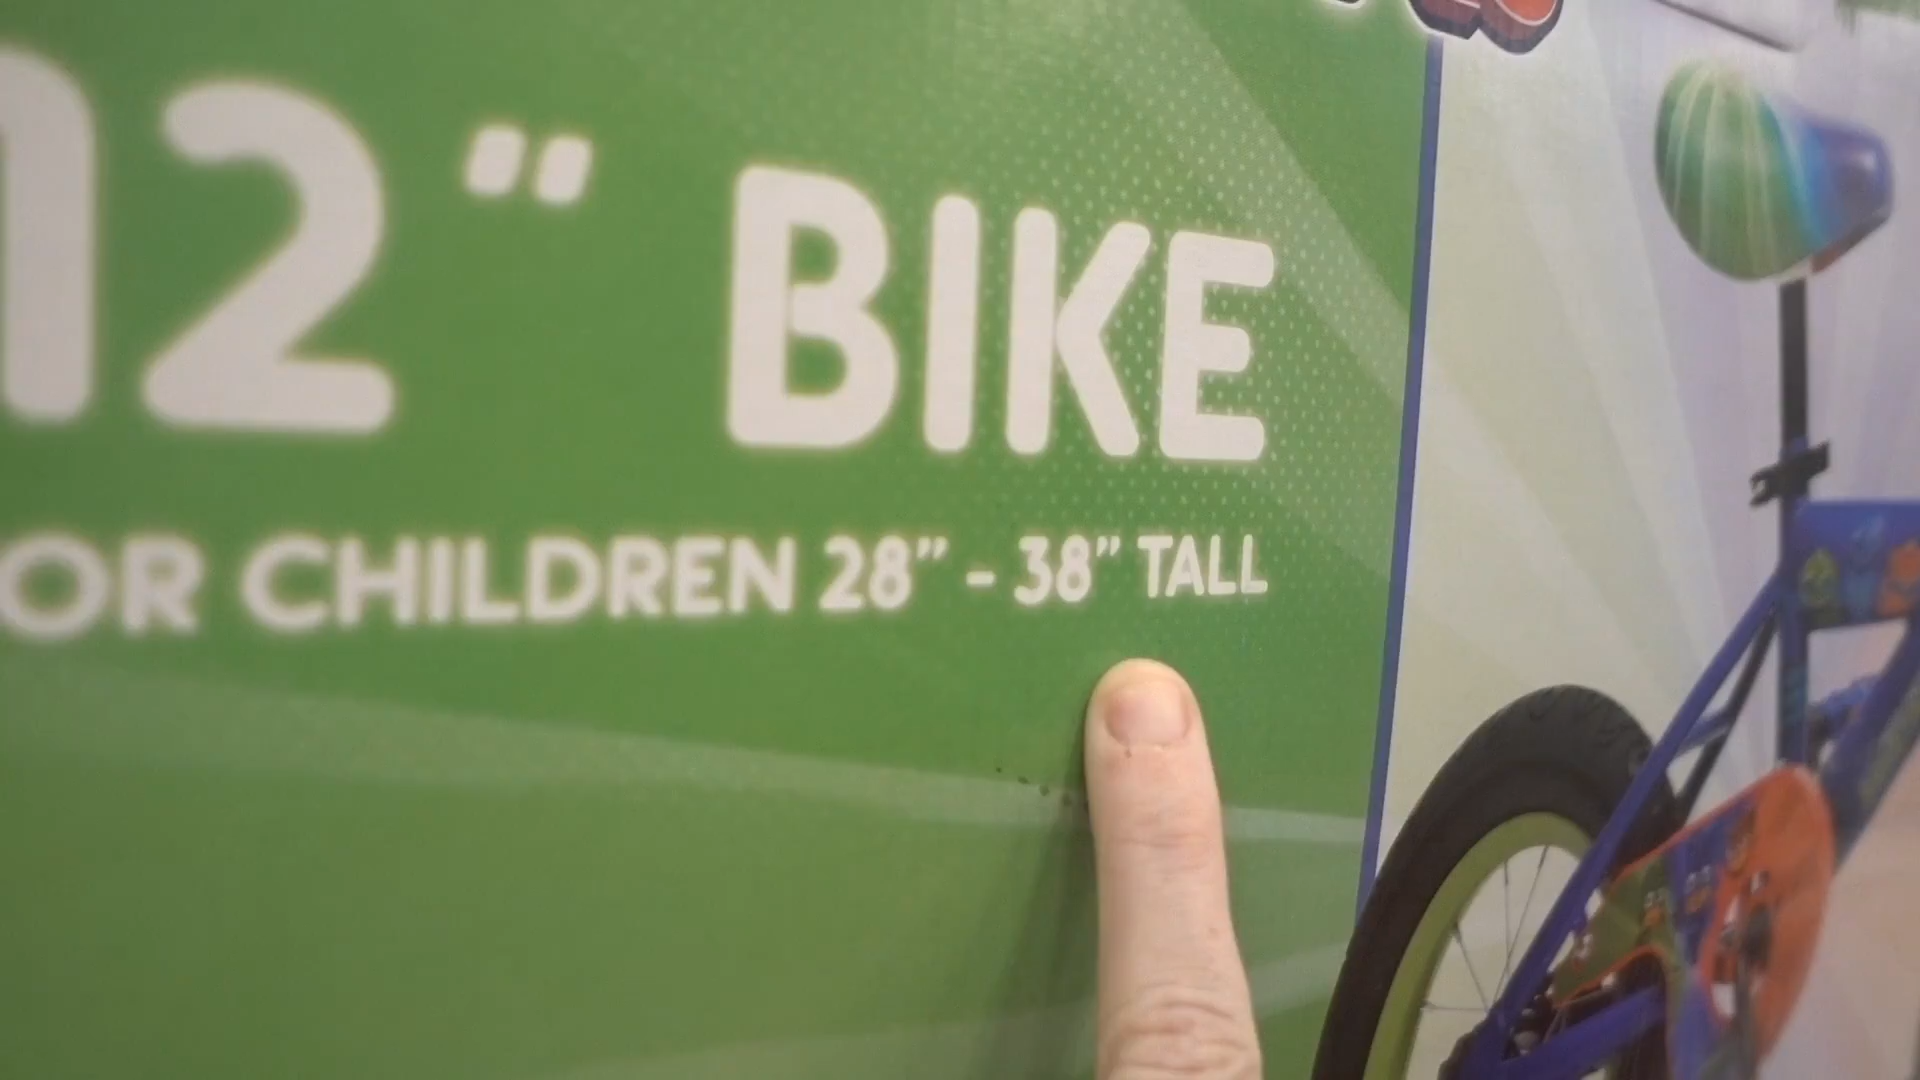 12” BIKE
OR CHILDREN 28” - 38” TALL